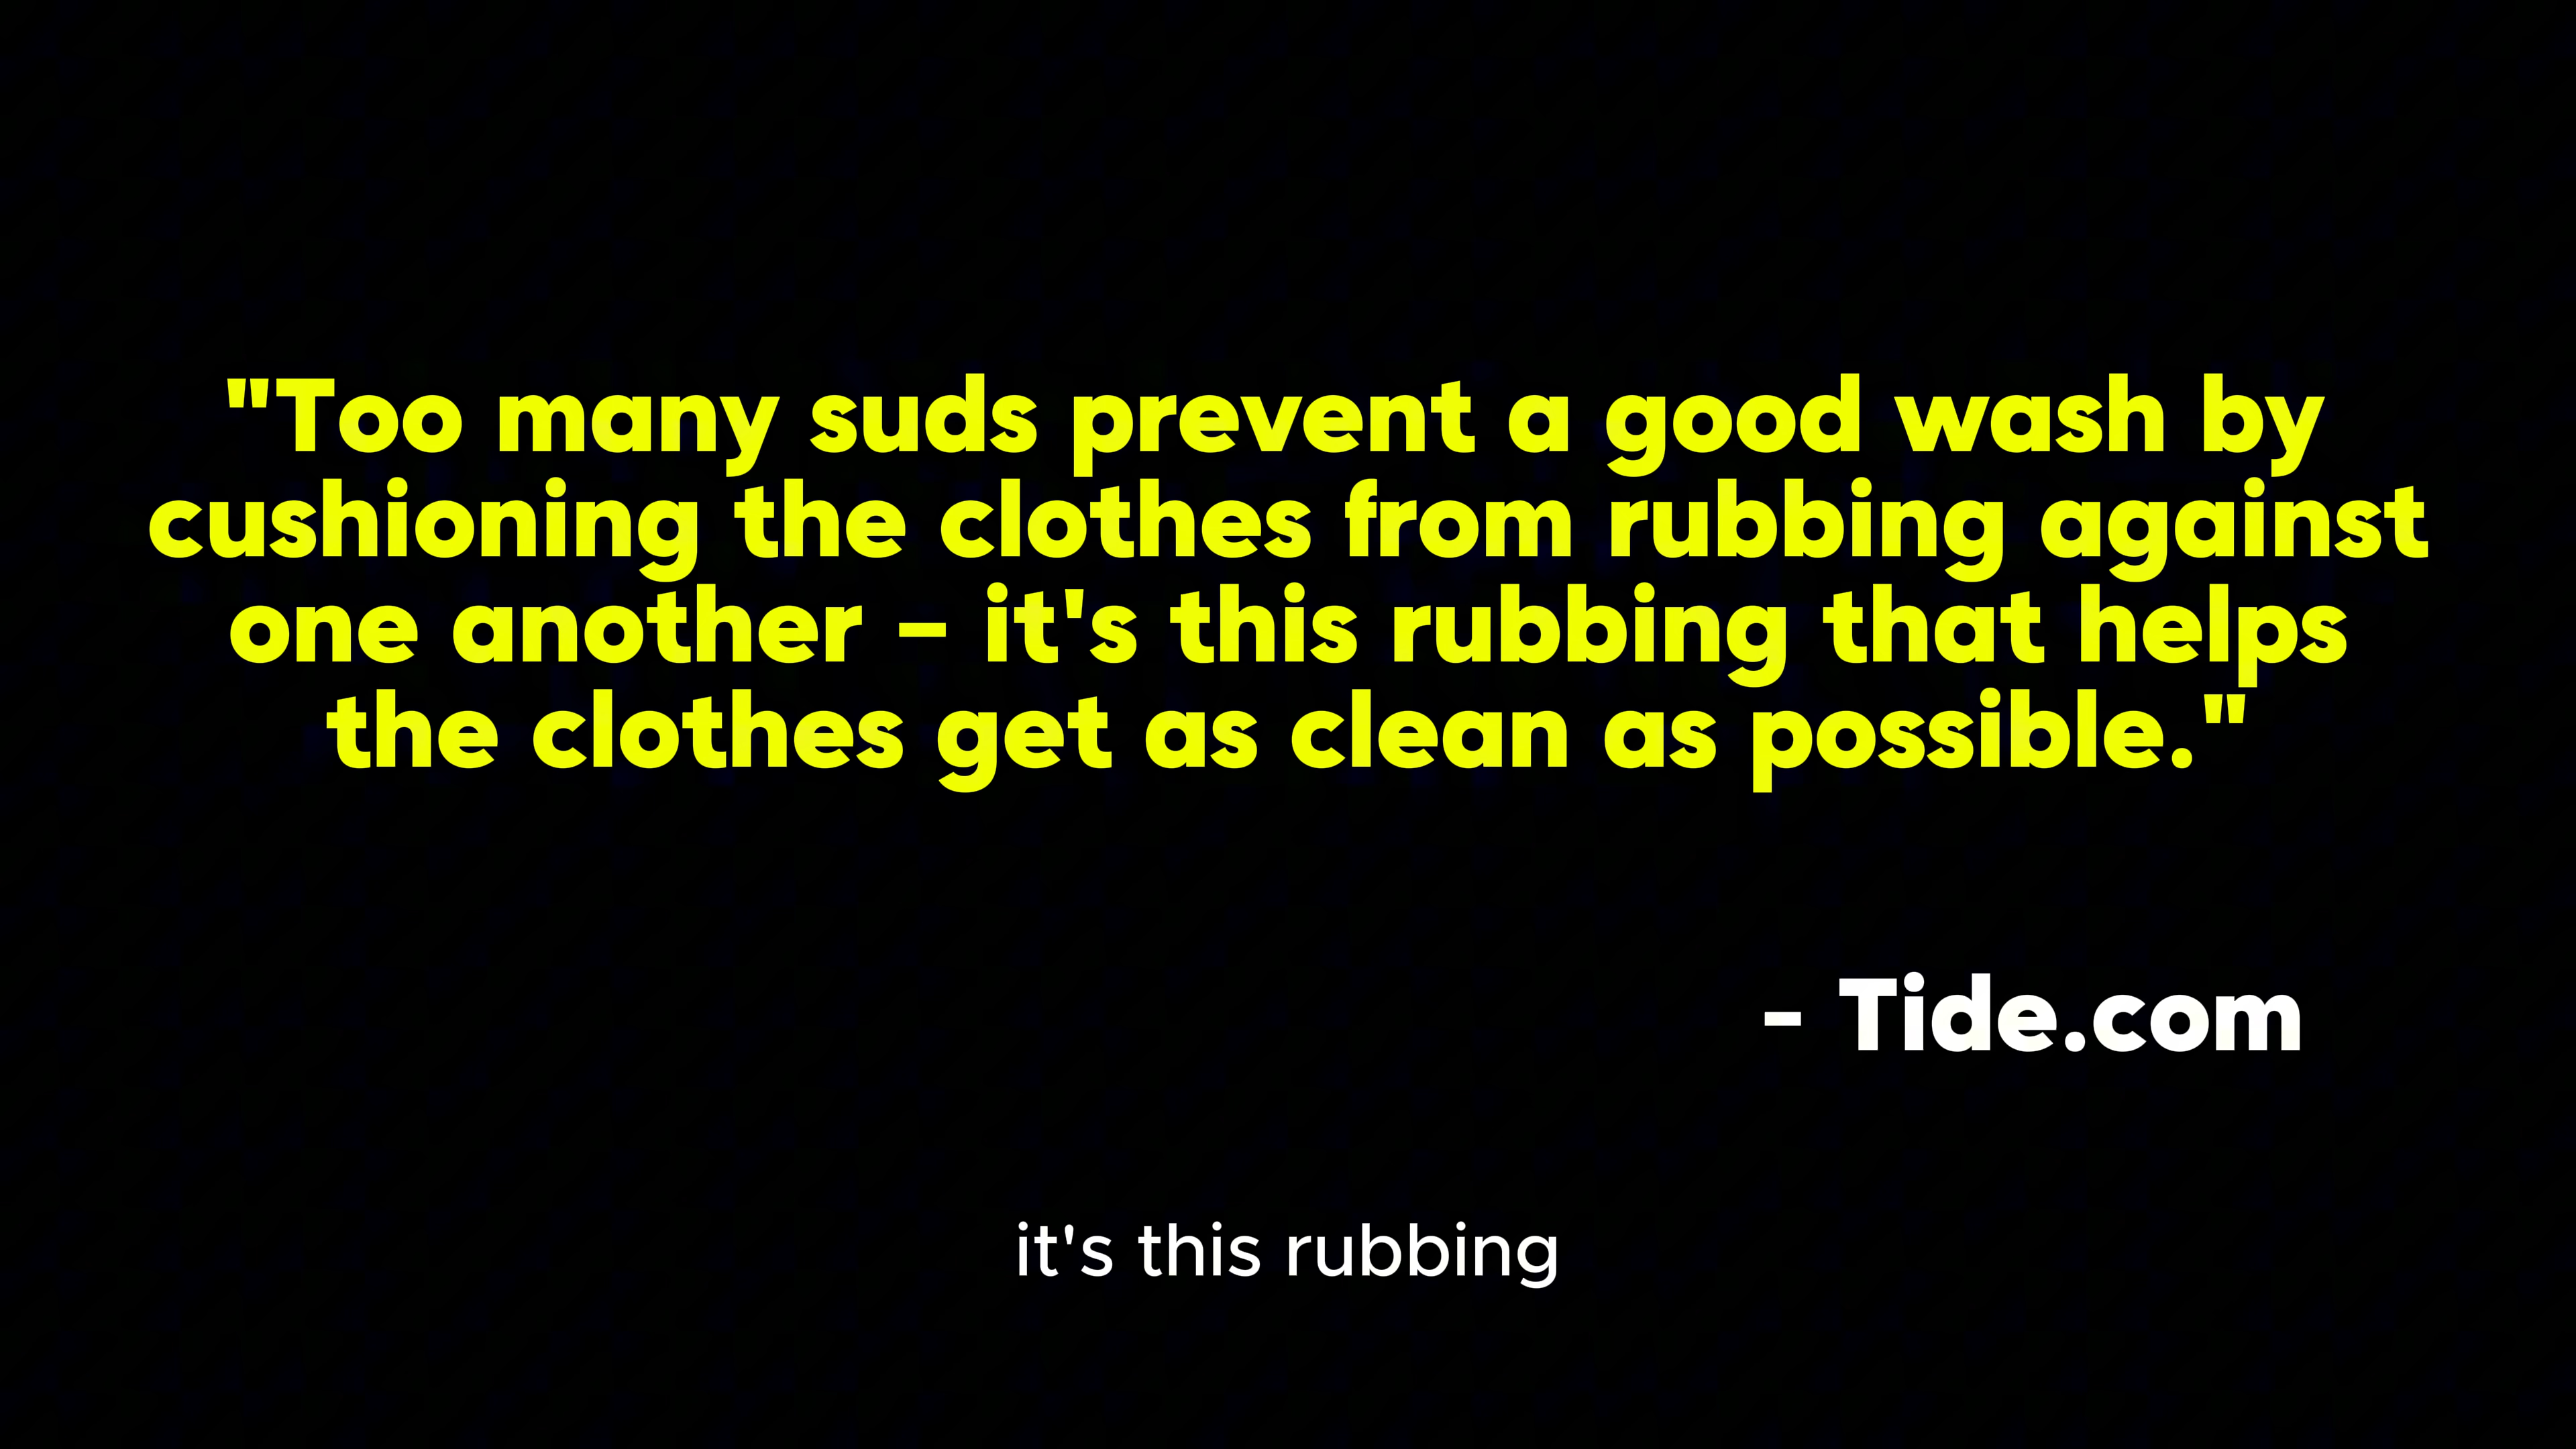 "Too many suds prevent a good wash by
cushioning the clothes from rubbing against
one another – it's this rubbing that helps
the clothes get as clean as possible."
- Tide.com
it's this rubbing